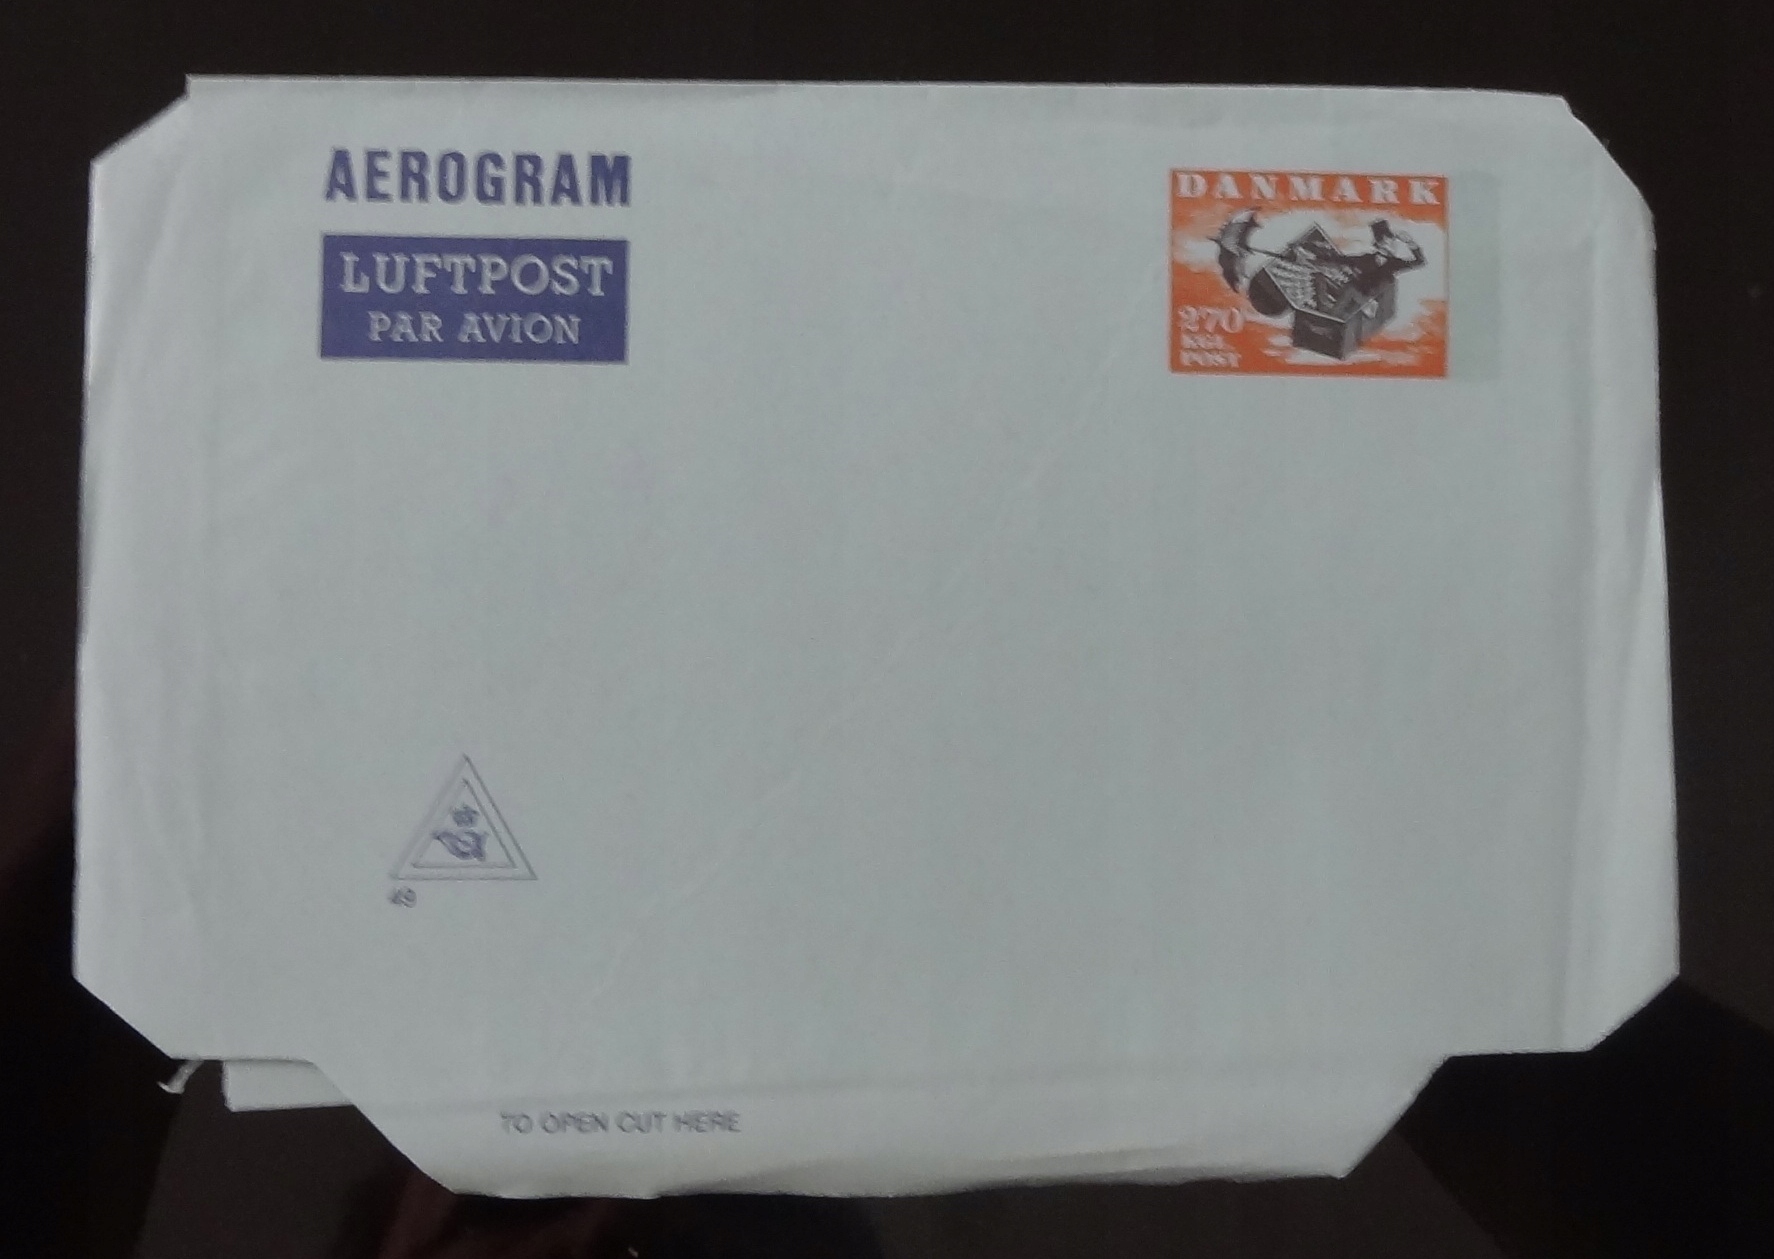 AEROGRAM
LUFTPOST
PAR AVION
DANMARK
270
KGL
POST
49
TO OPEN CUT HERE